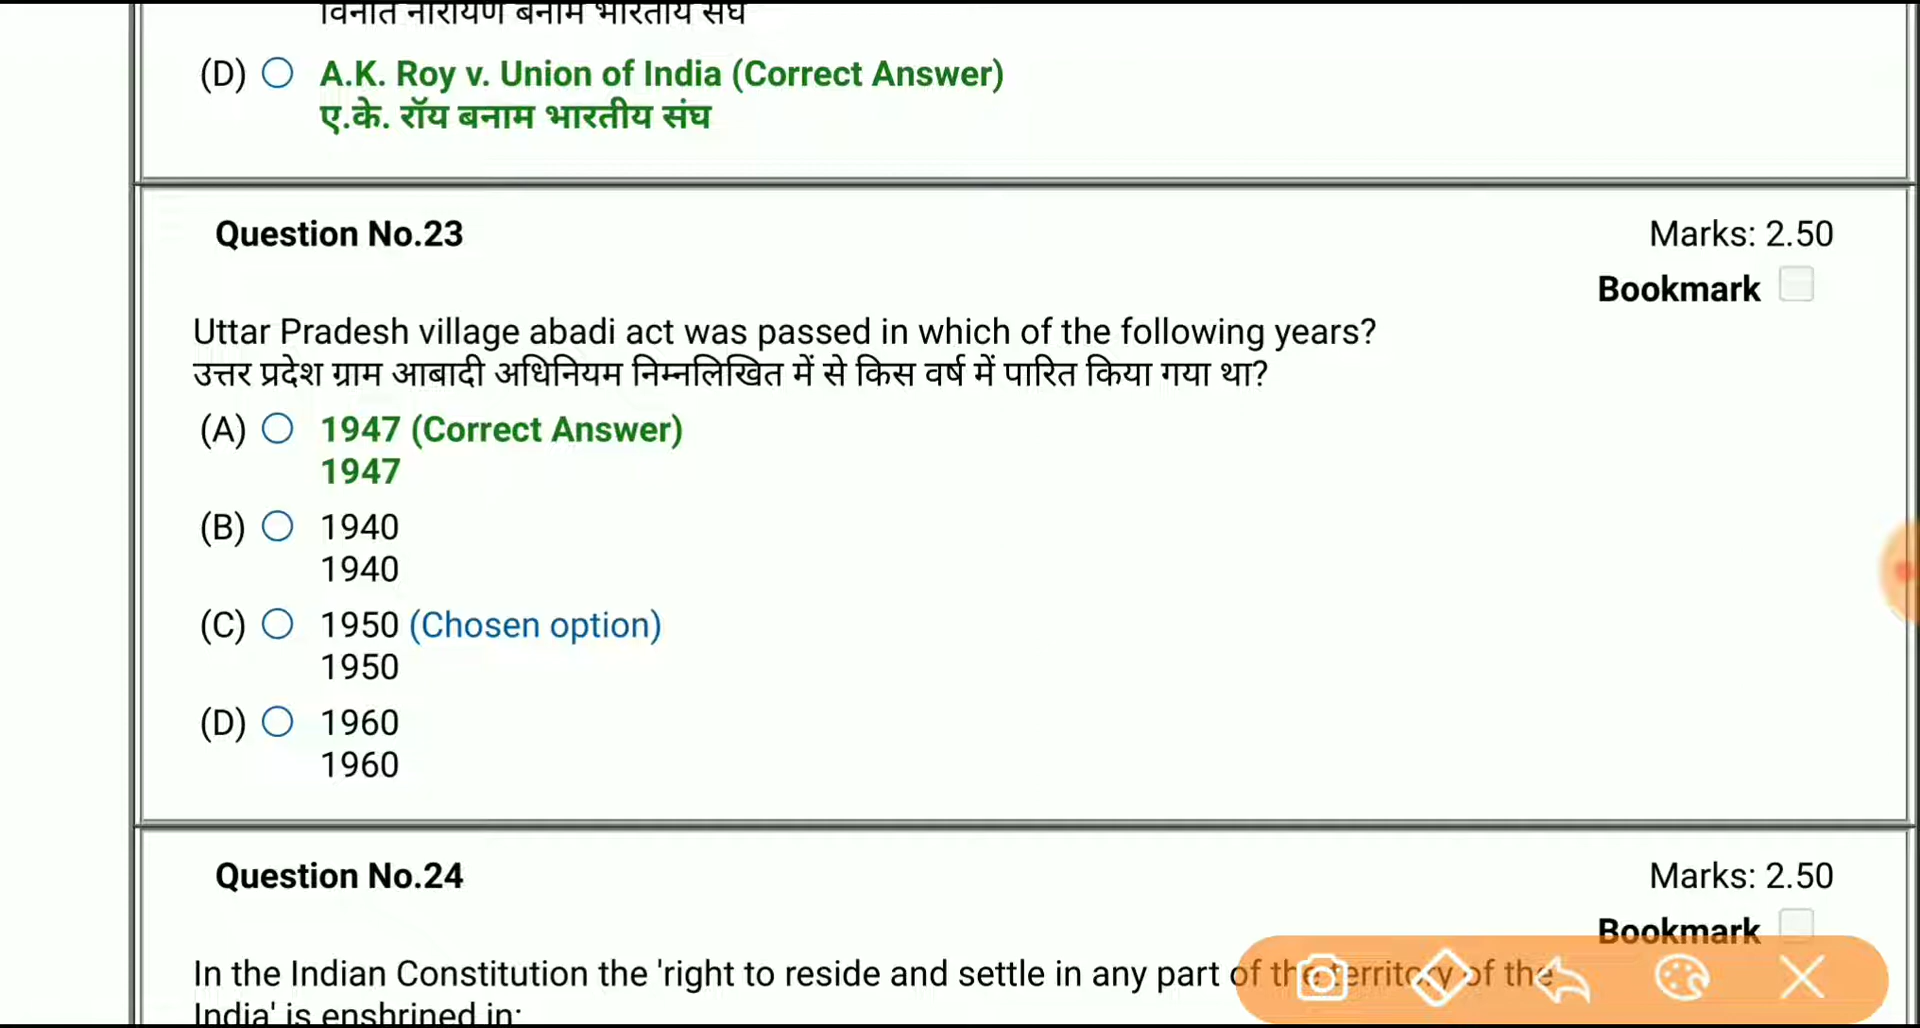 विनीत नारायण बनाम भारतीय संघ
(D) A.K. Roy v. Union of India (Correct Answer)
ए.के. रॉय बनाम भारतीय संघ
Question No.23 Marks: 2.50
Bookmark
Uttar Pradesh village abadi act was passed in which of the following years?
उत्तर प्रदेश ग्राम आबादी अधिनियम निम्नलिखित में से किस वर्ष में पारित किया गया था?
(A) 1947 (Correct Answer)
1947
(B) 1940
1940
(C) 1950 (Chosen option)
1950
(D) 1960
1960
Question No.24 Marks: 2.50
Bookmark
In the Indian Constitution the 'right to reside and settle in any part of the territory of the
India' is enshrined in: